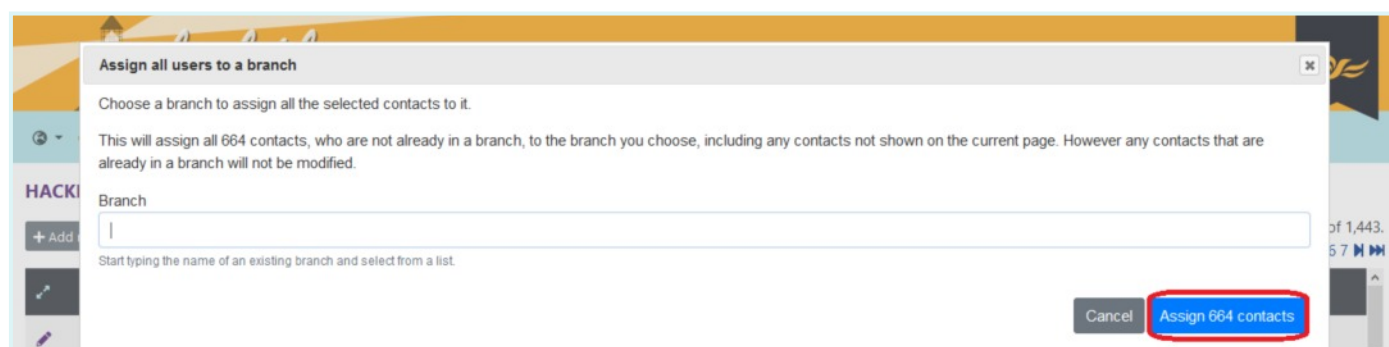 Assign all users to a branch
Choose a branch to assign all the selected contacts to it.
This will assign all 664 contacts, who are not already in a branch, to the branch you choose, including any contacts not shown on the current page. However any contacts that are
already in a branch will not be modified.
HACK
Branch
+ Add
of 1,443.
6 7
Start typing the name of an existing branch and select from a list.
Cancel
Assign 664 contacts